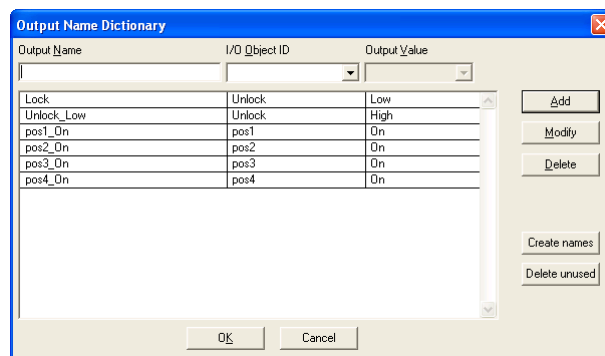 Output Name Dictionary
Output Name I/O Object ID Output Value
Lock Unlock Low
Unlock_Low Unlock High
pos1_On pos1 On
pos2_On pos2 On
pos3_On pos3 On
pos4_On pos4 On
Add
Modify
Delete
Create names
Delete unused
OK Cancel